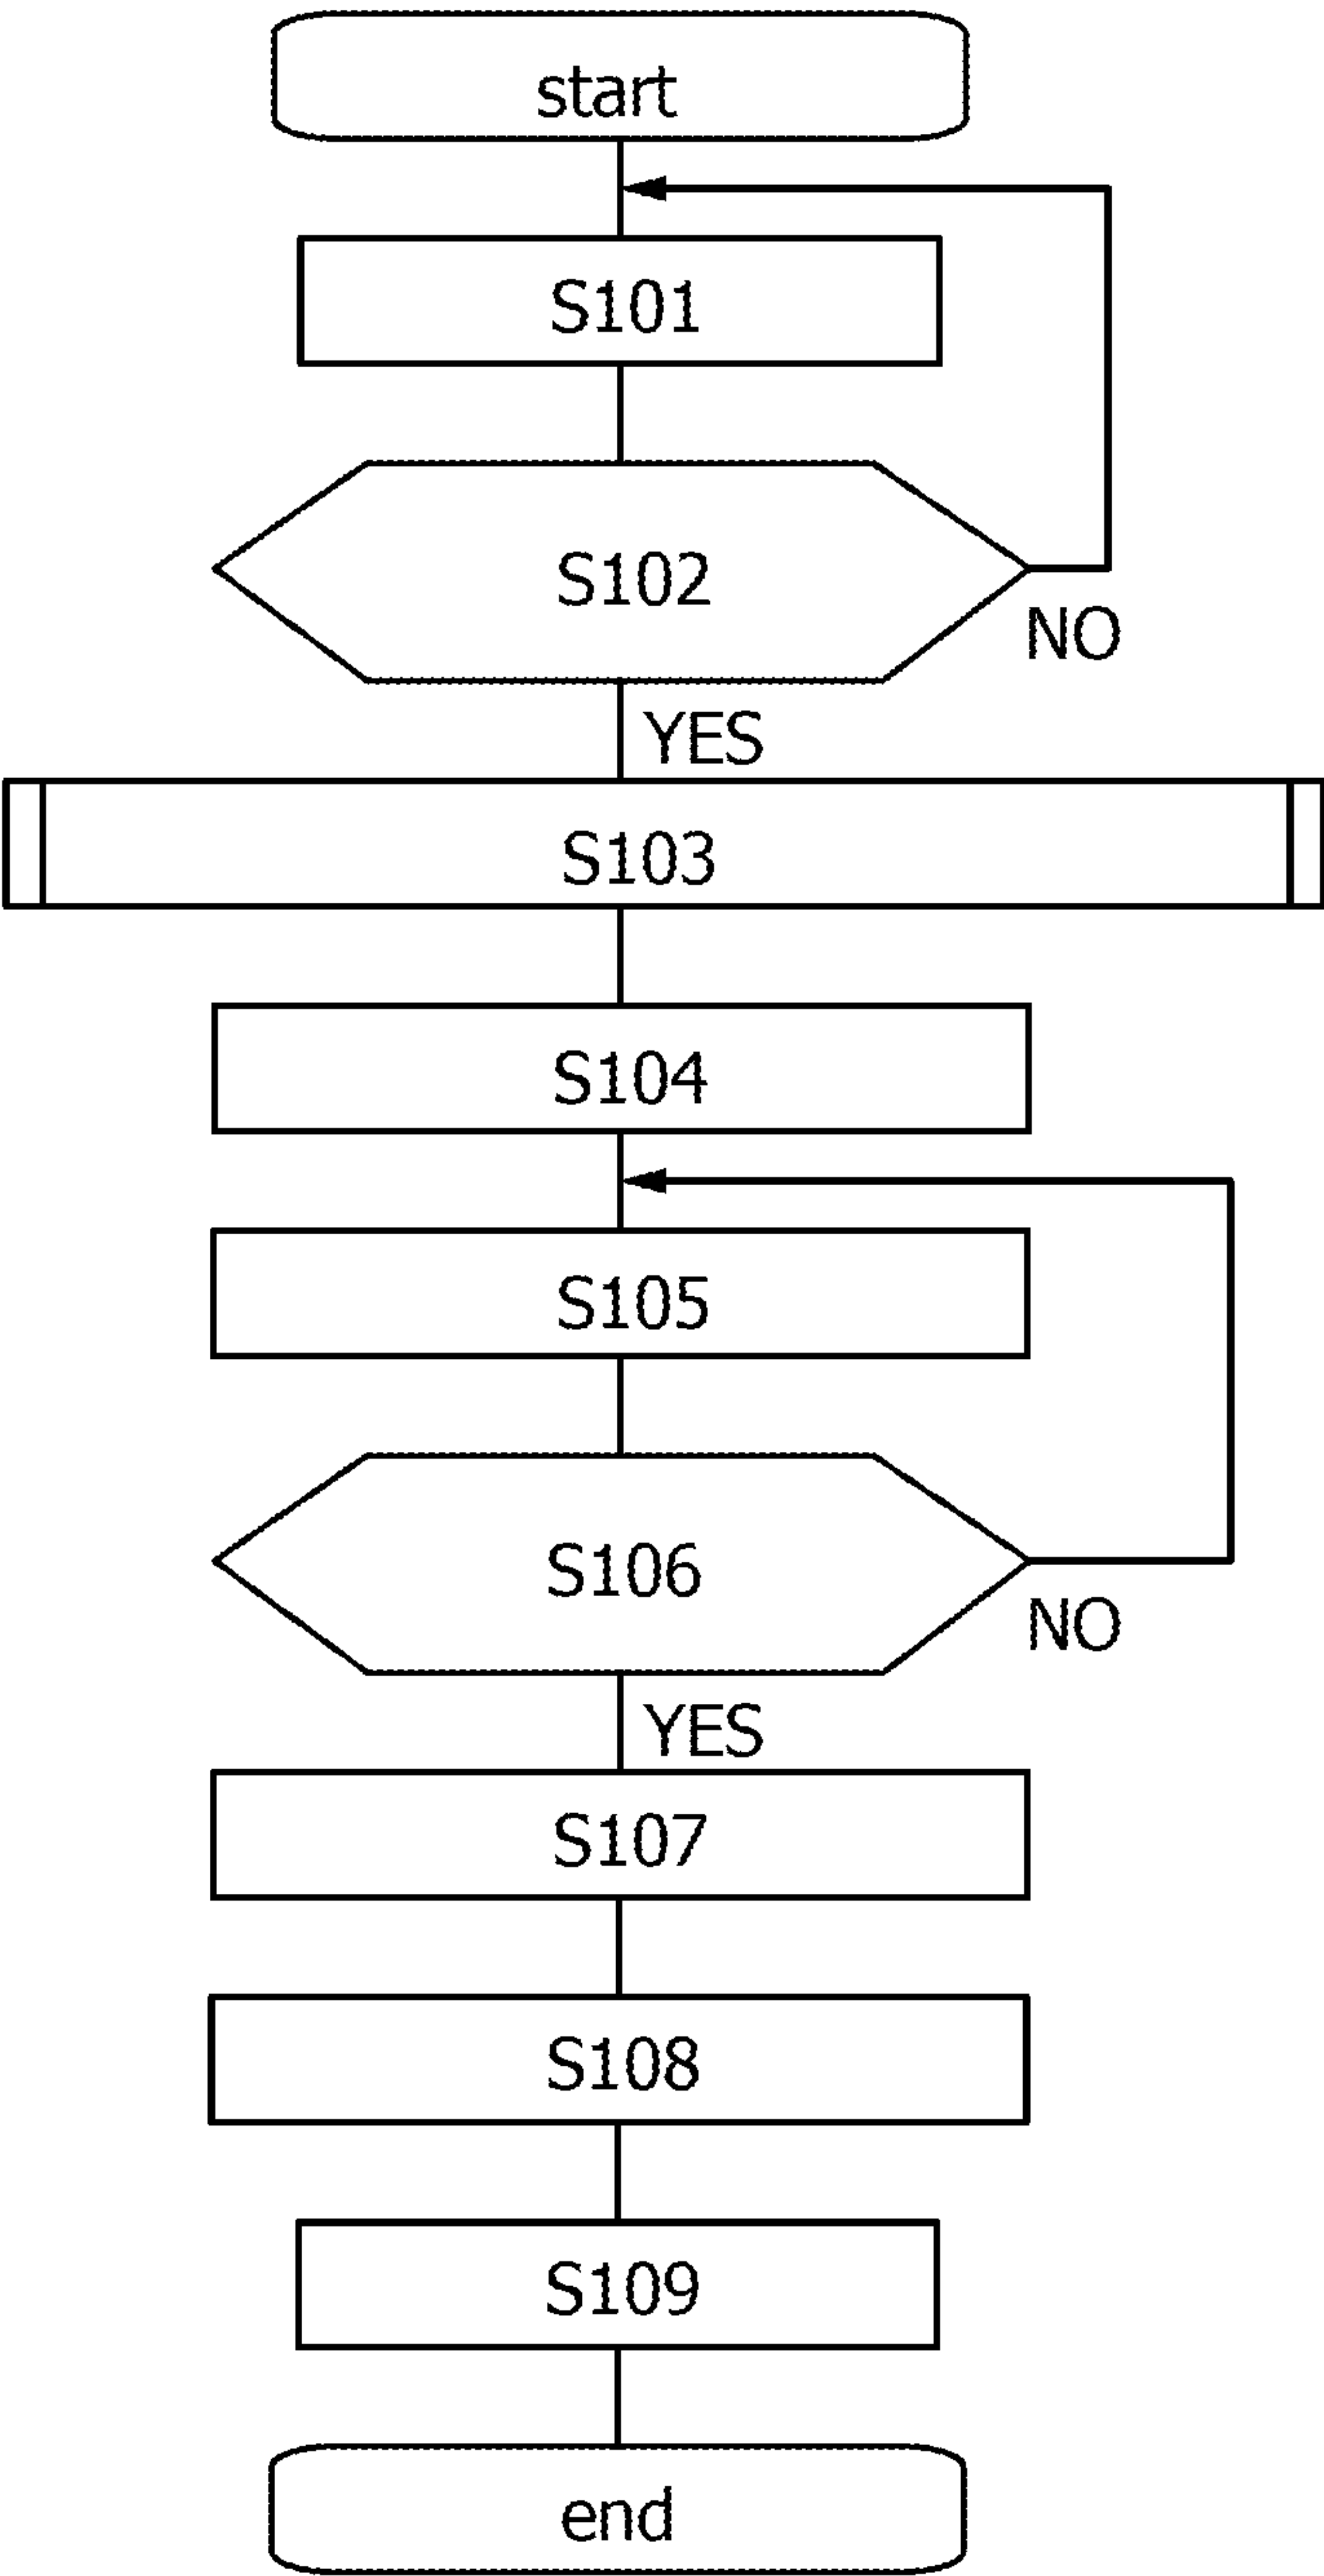 start
S101
S102
NO
YES
S103
S104
S105
S106
NO
YES
S107
S108
S109
end